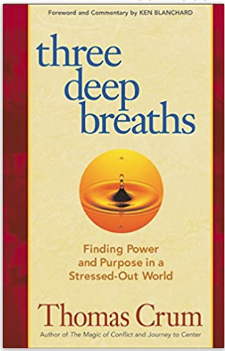 Foreword and Commentary by KEN BLANCHARD
three
deep
breaths
Finding Power
and Purpose in a
Stressed-Out World
Thomas Crum
Author of The Magic of Conflict and Journey to Center